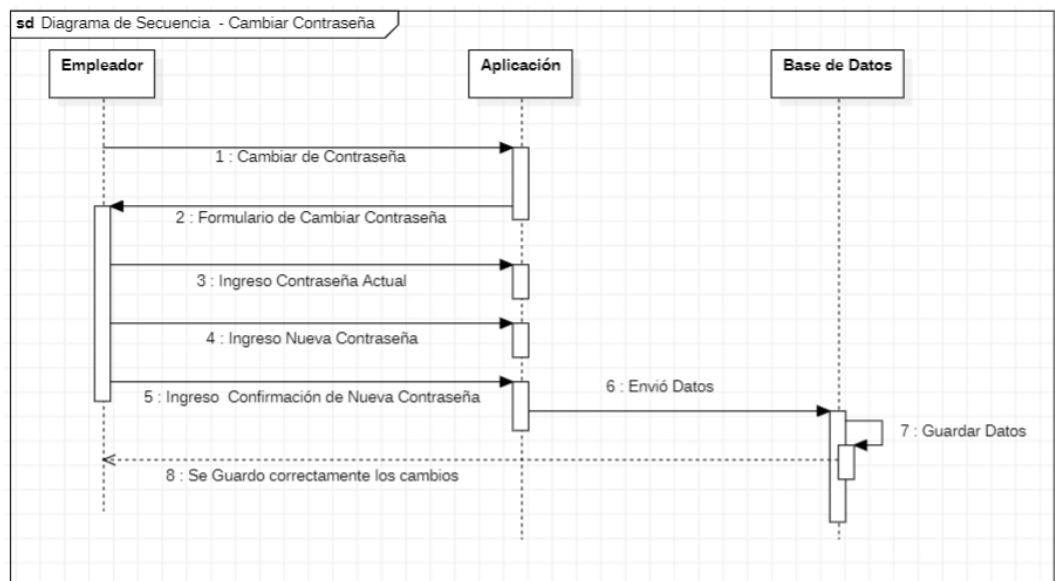 sd Diagrama de Secuencia - Cambiar Contraseña
Empleador
Aplicación
Base de Datos
1 : Cambiar de Contraseña
2 : Formulario de Cambiar Contraseña
3 : Ingreso Contraseña Actual
4 : Ingreso Nueva Contraseña
5 : Ingreso Confirmación de Nueva Contraseña
6 : Envió Datos
7 : Guardar Datos
8 : Se Guardo correctamente los cambios